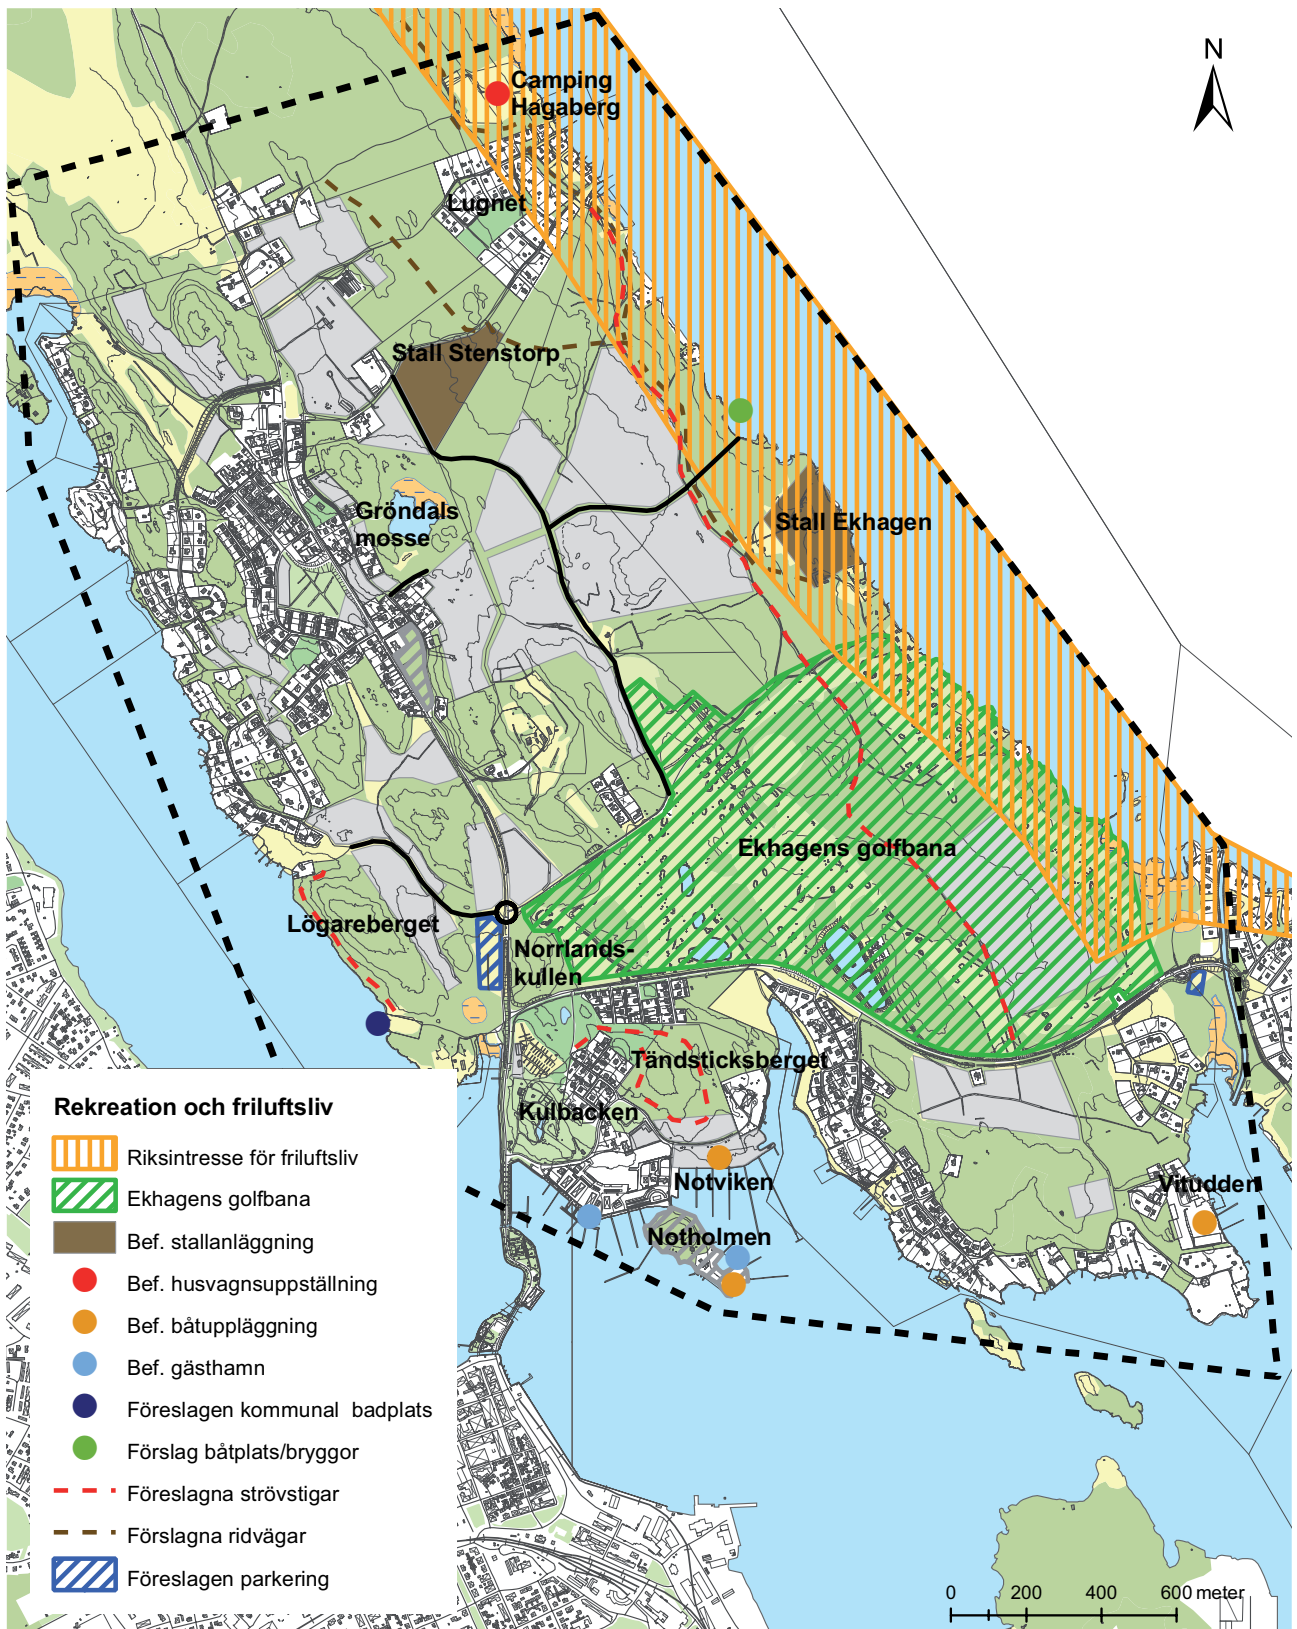 N
Camping
Hagaberg
Lugnet
Stall Stenstorp
Gröndals
mosse
Stall Ekhagen
Ekhagens golfbana
Lögareberget
Norrlands-
kullen
Tändsticksberget
Kulbacken
Notviken
Vitudden
Notholmen
Rekreation och friluftsliv
Riksintresse för friluftsliv
Ekhagens golfbana
Bef. stallanläggning
Bef. husvagnsuppställning
Bef. båtuppläggning
Bef. gästhamn
Föreslagen kommunal badplats
Förslag båtplats/bryggor
Föreslagna strövstigar
Förslagna ridvägar
Föreslagen parkering
0 200 400 600 meter